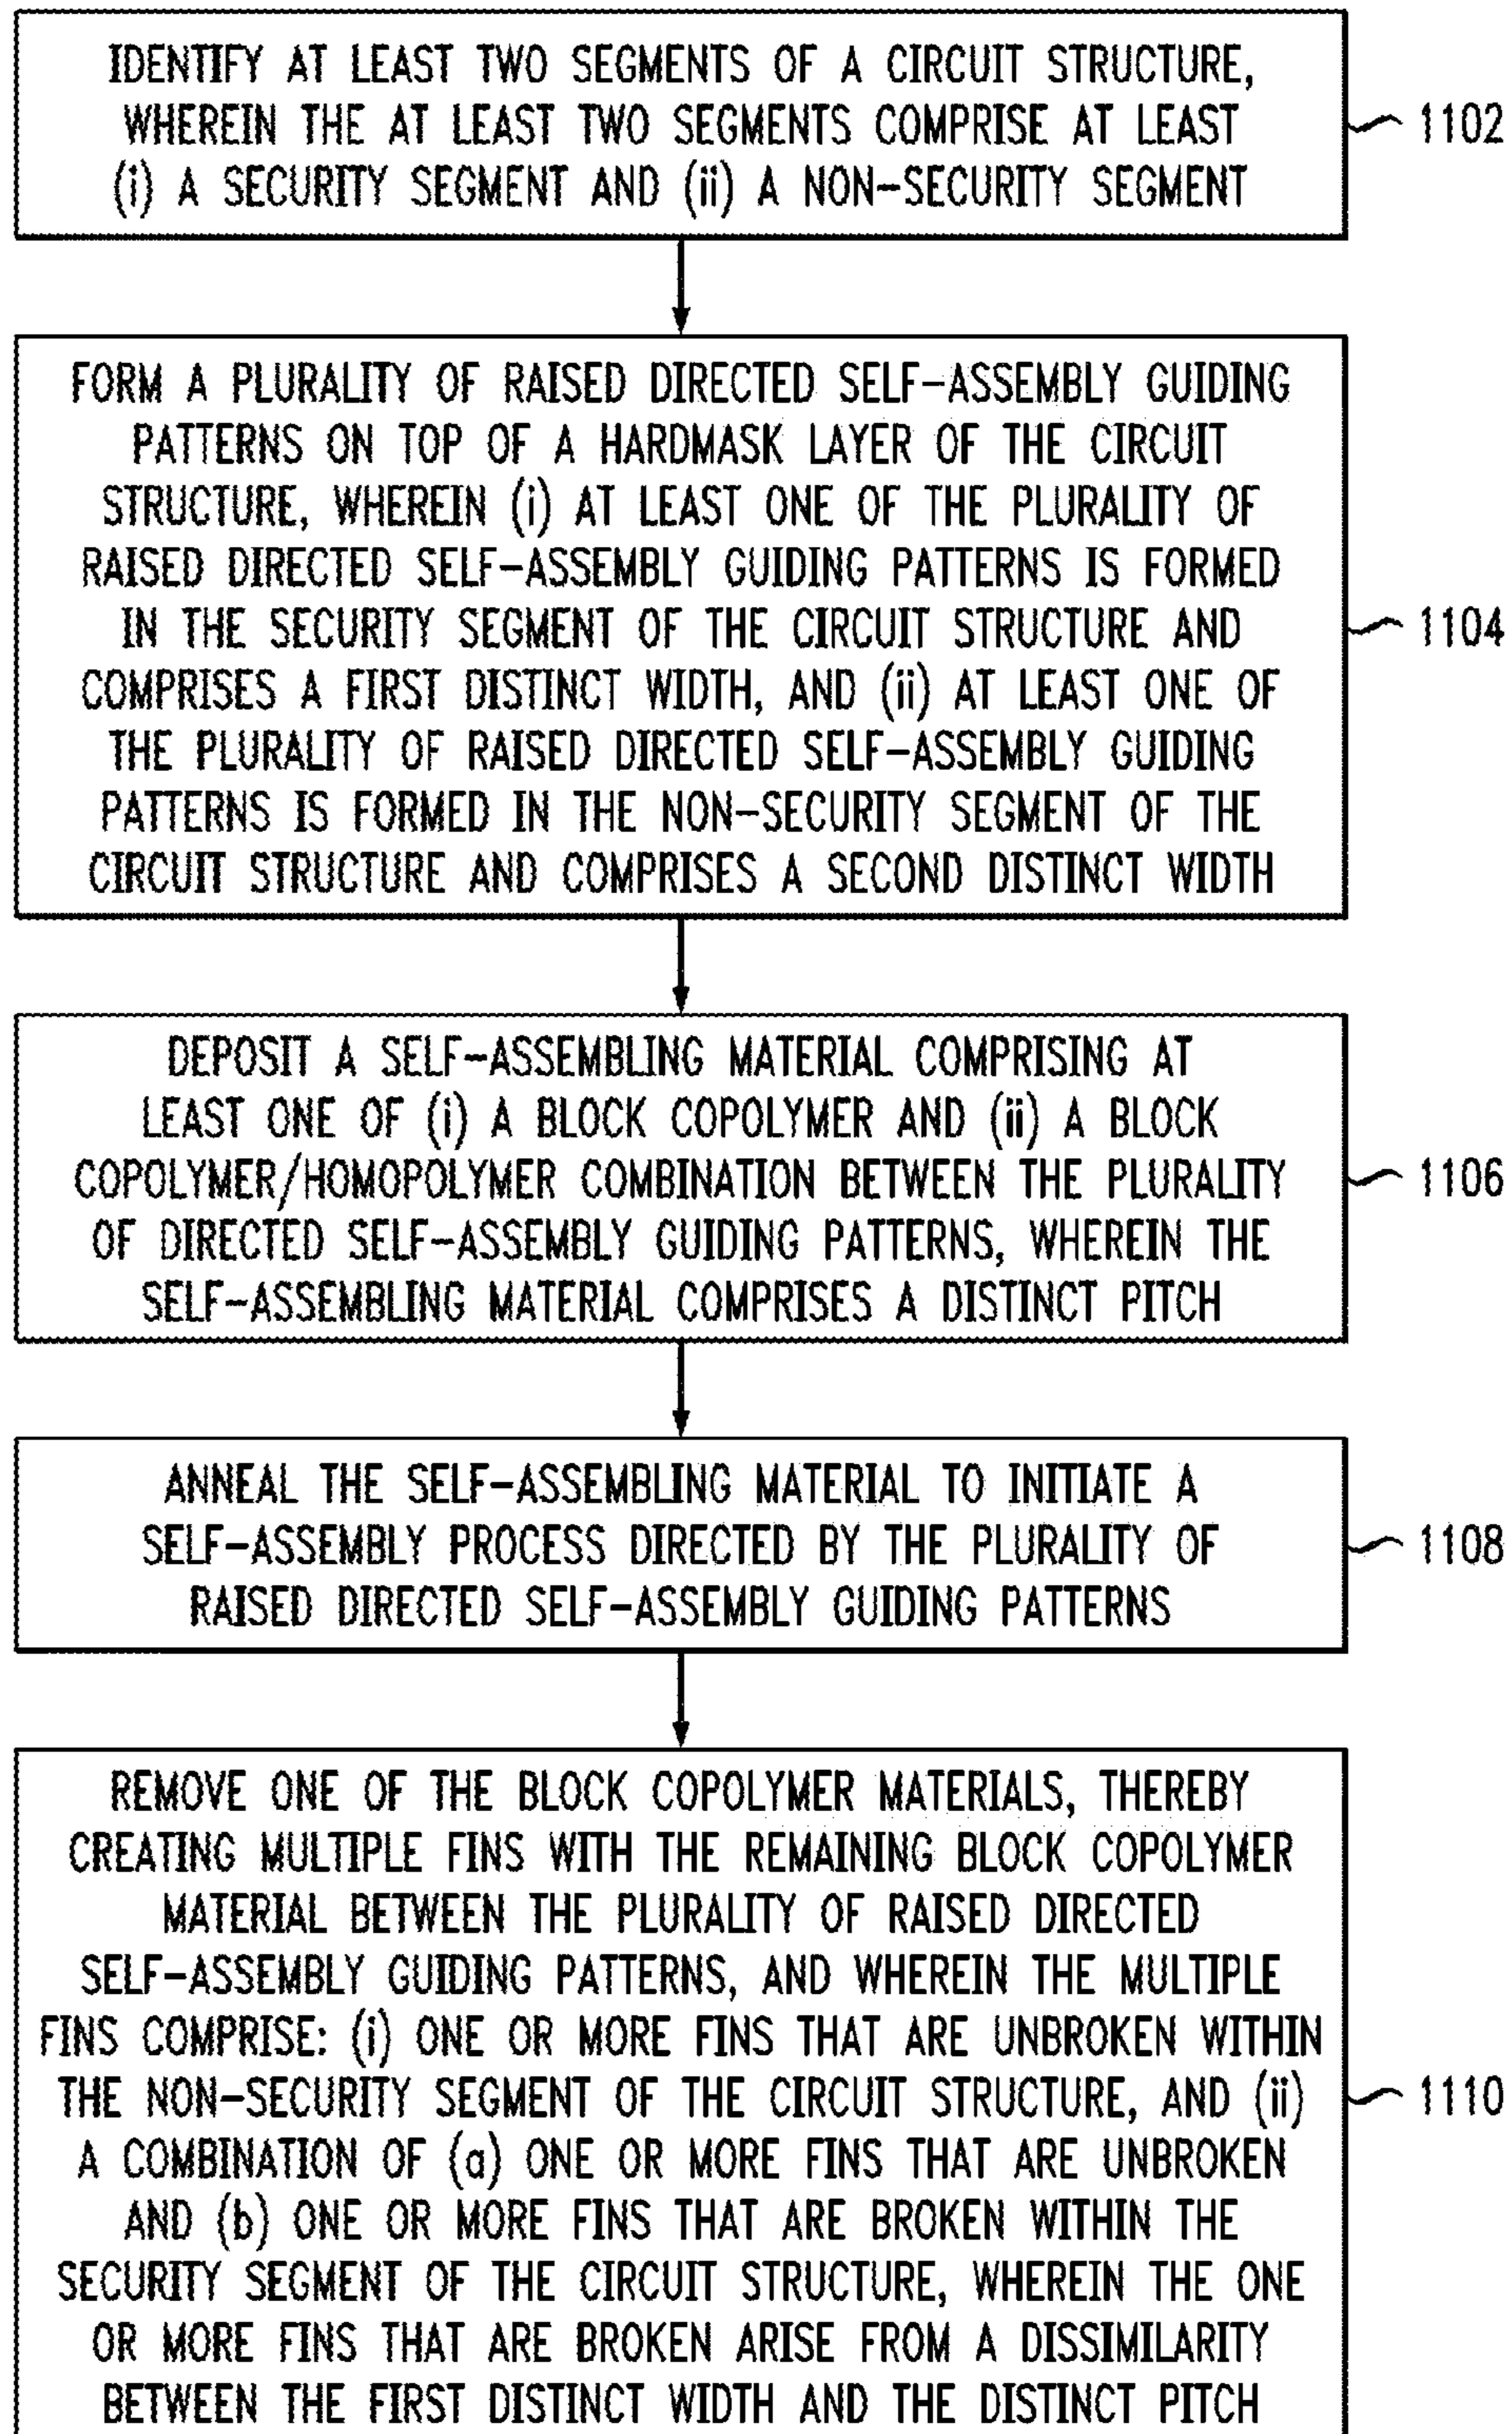 IDENTIFY AT LEAST TWO SEGMENTS OF A CIRCUIT STRUCTURE,
WHEREIN THE AT LEAST TWO SEGMENTS COMPRISE AT LEAST
(i) A SECURITY SEGMENT AND (ii) A NON-SECURITY SEGMENT
1102
FORM A PLURALITY OF RAISED DIRECTED SELF-ASSEMBLY GUIDING
PATTERNS ON TOP OF A HARDMASK LAYER OF THE CIRCUIT
STRUCTURE, WHEREIN (i) AT LEAST ONE OF THE PLURALITY OF
RAISED DIRECTED SELF-ASSEMBLY GUIDING PATTERNS IS FORMED
IN THE SECURITY SEGMENT OF THE CIRCUIT STRUCTURE AND
COMPRISES A FIRST DISTINCT WIDTH, AND (ii) AT LEAST ONE OF
THE PLURALITY OF RAISED DIRECTED SELF-ASSEMBLY GUIDING
PATTERNS IS FORMED IN THE NON-SECURITY SEGMENT OF THE
CIRCUIT STRUCTURE AND COMPRISES A SECOND DISTINCT WIDTH
1104
DEPOSIT A SELF-ASSEMBLING MATERIAL COMPRISING AT
LEAST ONE OF (i) A BLOCK COPOLYMER AND (ii) A BLOCK
COPOLYMER/HOMOPOLYMER COMBINATION BETWEEN THE PLURALITY
OF DIRECTED SELF-ASSEMBLY GUIDING PATTERNS, WHEREIN THE
SELF-ASSEMBLING MATERIAL COMPRISES A DISTINCT PITCH
1106
ANNEAL THE SELF-ASSEMBLING MATERIAL TO INITIATE A
SELF-ASSEMBLY PROCESS DIRECTED BY THE PLURALITY OF
RAISED DIRECTED SELF-ASSEMBLY GUIDING PATTERNS
1108
REMOVE ONE OF THE BLOCK COPOLYMER MATERIALS, THEREBY
CREATING MULTIPLE FINS WITH THE REMAINING BLOCK COPOLYMER
MATERIAL BETWEEN THE PLURALITY OF RAISED DIRECTED
SELF-ASSEMBLY GUIDING PATTERNS, AND WHEREIN THE MULTIPLE
FINS COMPRISE: (i) ONE OR MORE FINS THAT ARE UNBROKEN WITHIN
THE NON-SECURITY SEGMENT OF THE CIRCUIT STRUCTURE, AND (ii)
A COMBINATION OF (a) ONE OR MORE FINS THAT ARE UNBROKEN
AND (b) ONE OR MORE FINS THAT ARE BROKEN WITHIN THE
SECURITY SEGMENT OF THE CIRCUIT STRUCTURE, WHEREIN THE ONE
OR MORE FINS THAT ARE BROKEN ARISE FROM A DISSIMILARITY
BETWEEN THE FIRST DISTINCT WIDTH AND THE DISTINCT PITCH
1110